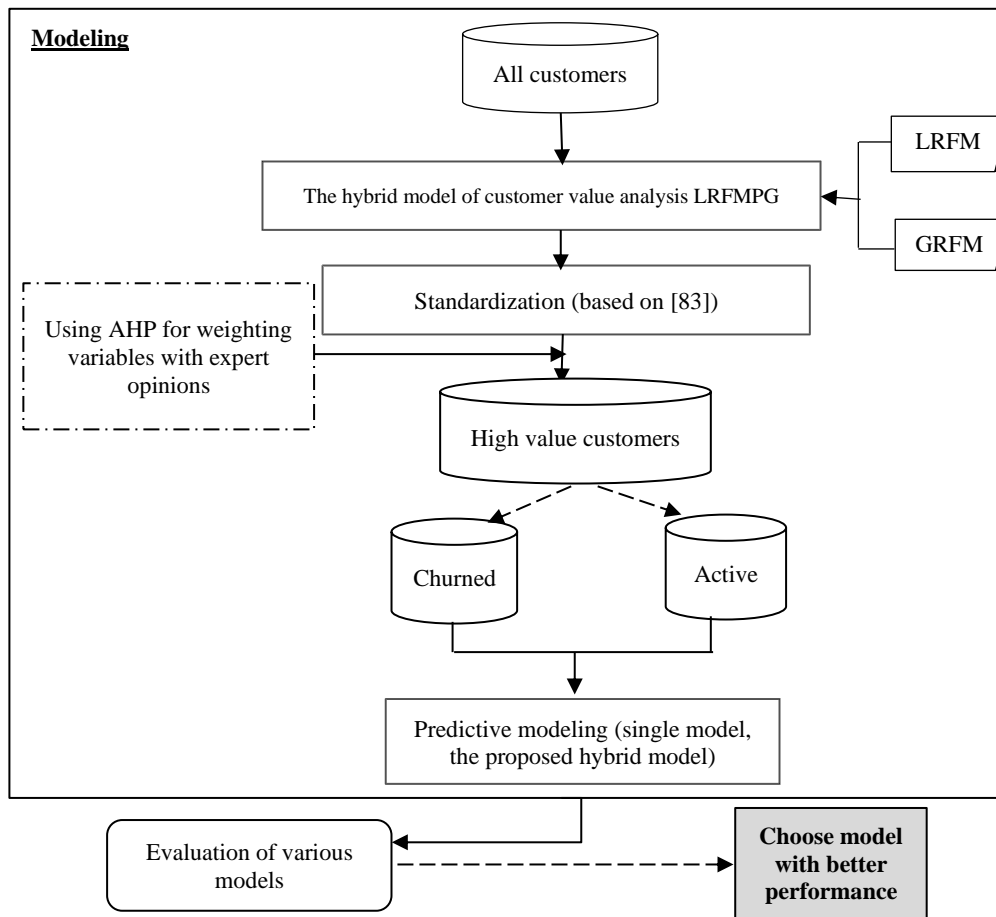 Modeling
All customers
LRFM
The hybrid model of customer value analysis LRFMPG
GRFM
Standardization (based on [83])
Using AHP for weighting
variables with expert
opinions
High value customers
Churned
Active
Predictive modeling (single model,
the proposed hybrid model)
Evaluation of various
models
Choose model
with better
performance